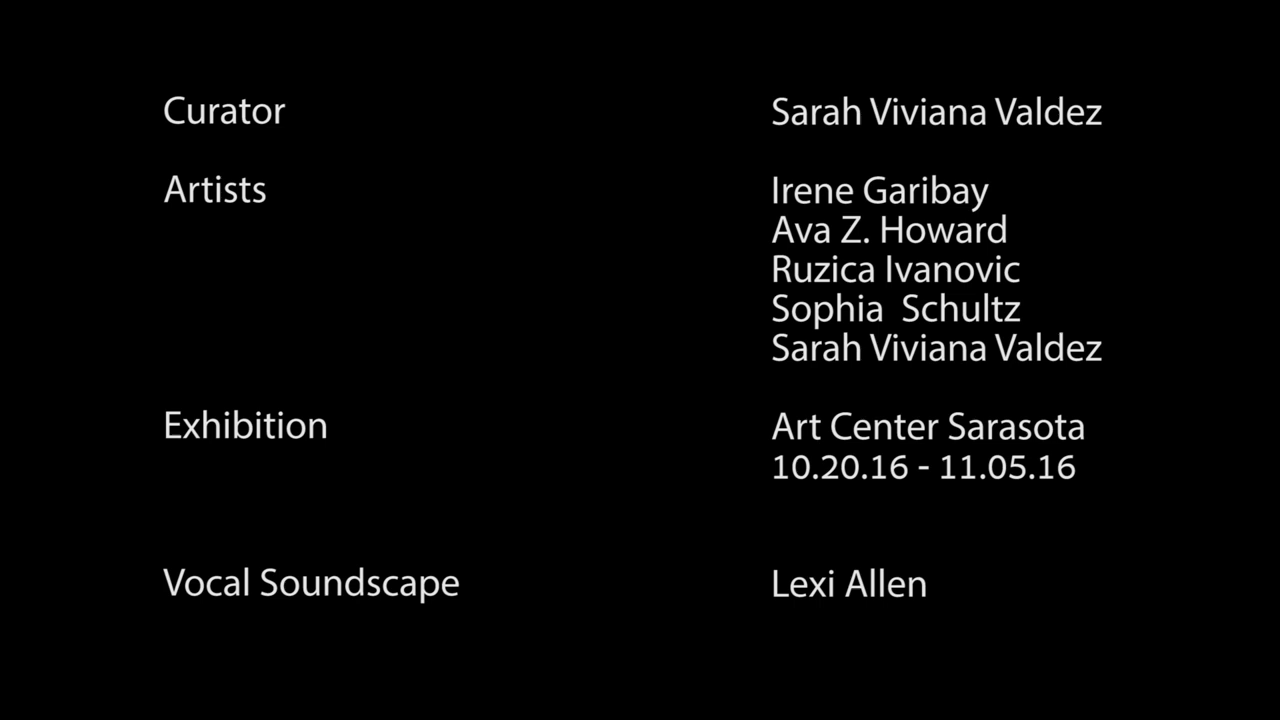 Curator Sarah Viviana Valdez
Artists Irene Garibay
Ava Z. Howard
Ruzica Ivanovic
Sophia  Schultz
Sarah Viviana Valdez
Exhibition Art Center Sarasota
10.20.16 - 11.05.16
Vocal Soundscape Lexi Allen